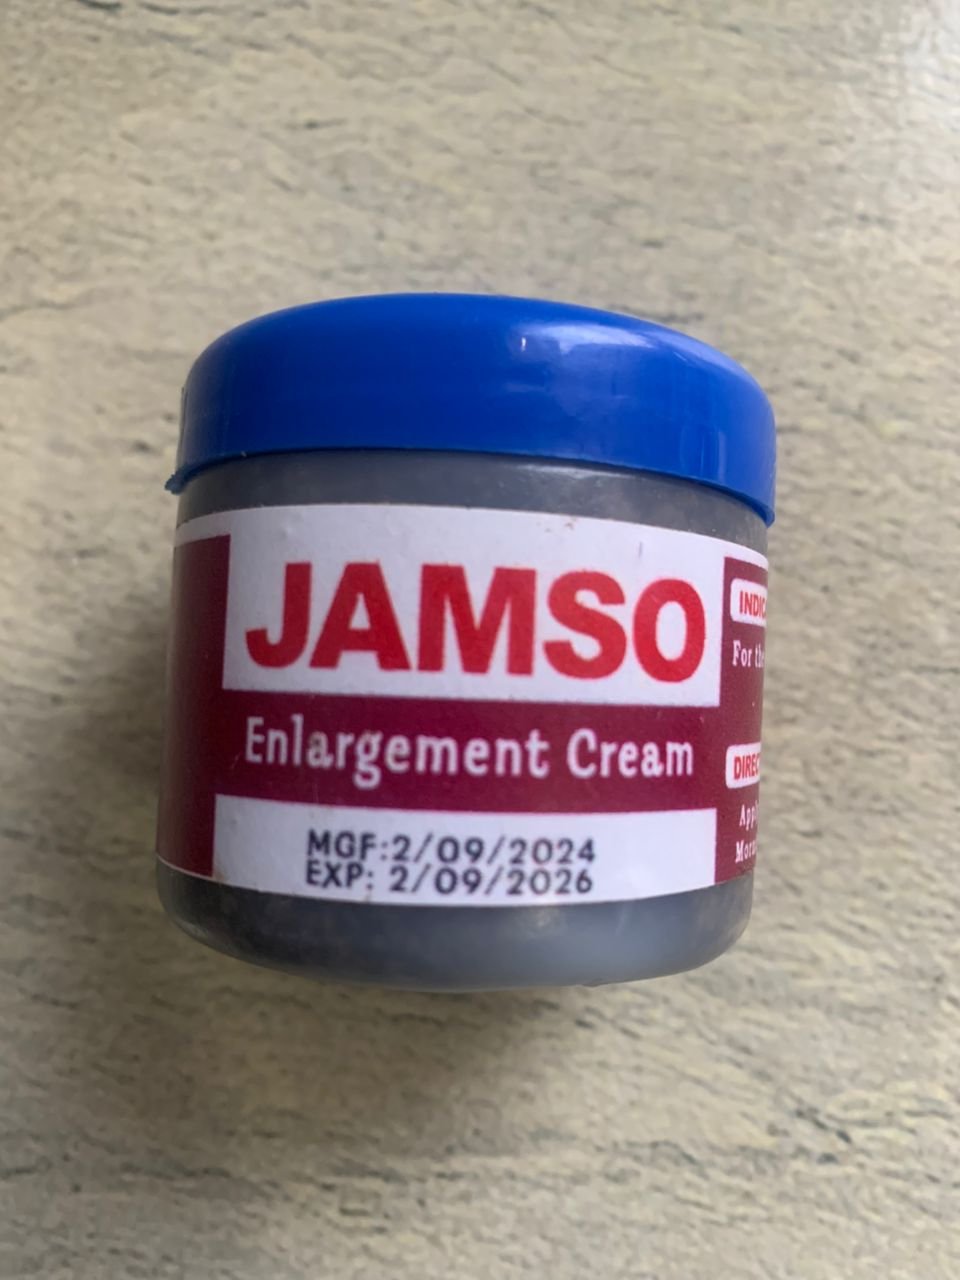 JAMSO
Enlargement Cream
MGF:2/09/2024
EXP: 2/09/2026
For the